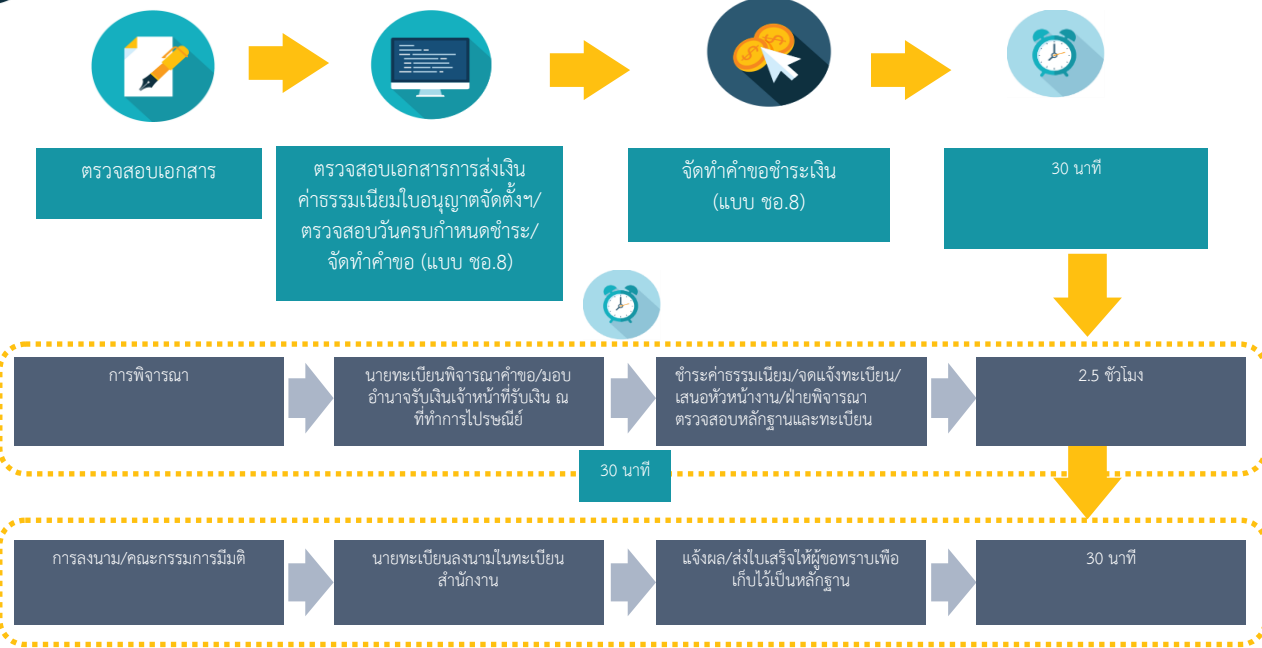 ตรวจสอบเอกสาร
ตรวจสอบเอกสารการส่งเงิน
ค่าธรรมเนียมใบอนุญาตจัดตั้งฯ/
ตรวจสอบวันครบกำหนดชำระ/
จัดทำคำขอ (แบบ ชอ.8)
จัดทำคำขอชำระเงิน
(แบบ ชอ.8)
30 นาที
การพิจารณา
นายทะเบียนพิจารณาคำขอ/มอบ
อำนาจรับเงินเจ้าหน้าที่รับเงิน ณ
ที่ทำการไปรษณีย์
ชำระค่าธรรมเนียม/จดแจ้งทะเบียน/
เสนอหัวหน้างาน/ฝ่ายพิจารณา
ตรวจสอบหลักฐานและทะเบียน
2.5 ชัวโมง
30 นาที
การลงนาม/คณะกรรมการมีมติ
นายทะเบียนลงนามในทะเบียน
สำนักงาน
แจ้งผล/ส่งใบเสร็จให้ผู้ขอทราบเพือ
เก็บไว้เป็นหลักฐาน
30 นาที